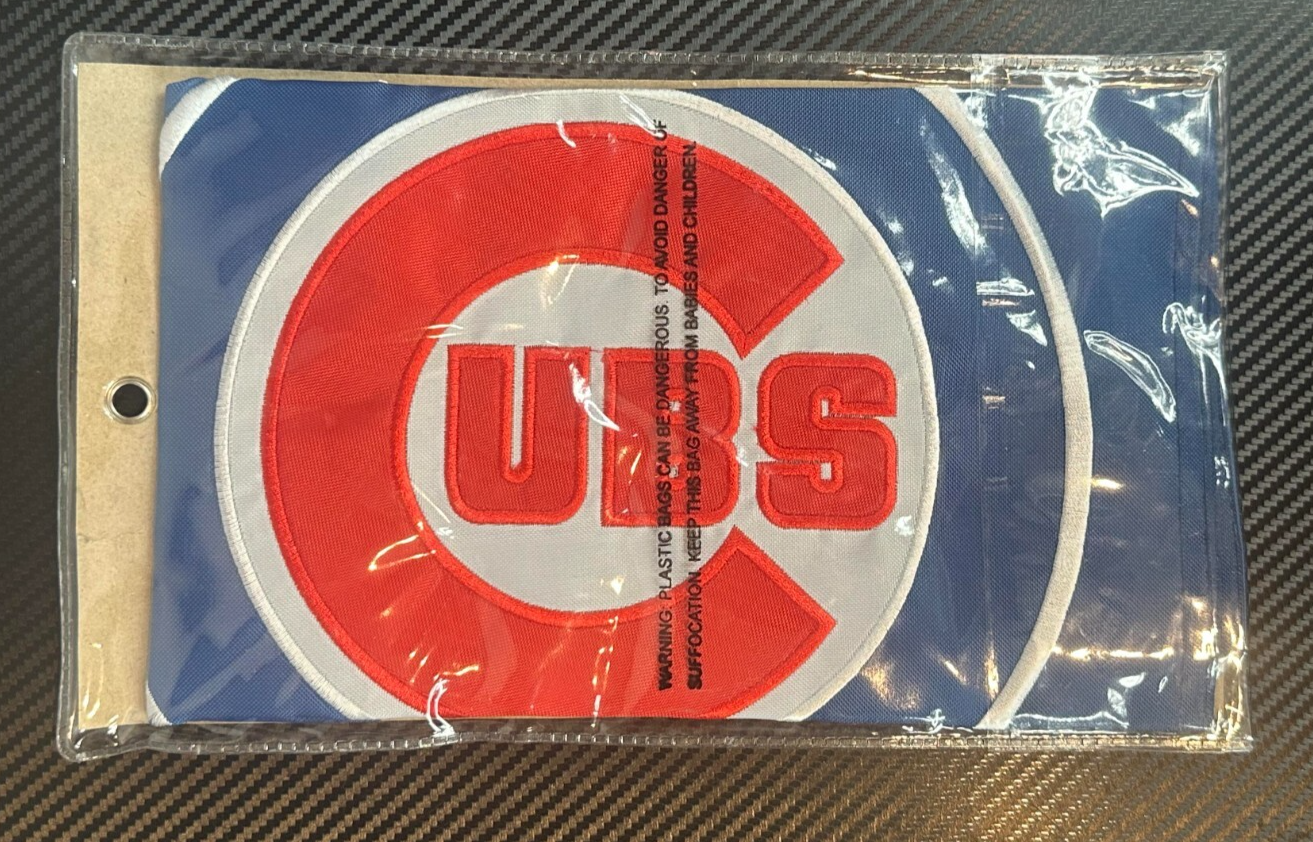 CUBS
WARNING: PLASTIC BAGS CAN BE DANGEROUS. TO AVOID DANGER OF
SUFFOCATION, KEEP THIS BAG AWAY FROM BABIES AND CHILDREN.